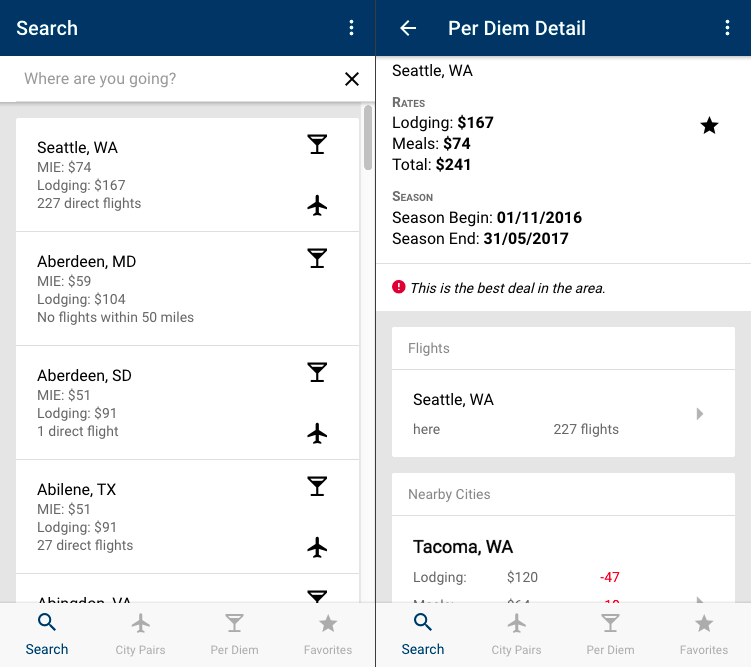 Search
Where are you going?
Seattle, WA
MIE: $74
Lodging: $167
227 direct flights
Aberdeen, MD
MIE: $59
Lodging: $104
No flights within 50 miles
Aberdeen, SD
MIE: $51
Lodging: $91
1 direct flight
Abilene, TX
MIE: $51
Lodging: $91
27 direct flights
Abingdon, VA
Search
City Pairs
Per Diem
Favorites
Per Diem Detail
Seattle, WA
RATES
Lodging: $167
Meals: $74
Total: $241
SEASON
Season Begin: 01/11/2016
Season End: 31/05/2017
This is the best deal in the area.
Flights
Seattle, WA
here 227 flights
Nearby Cities
Tacoma, WA
Lodging: $120 -47
Meals: $64 -10
Search
City Pairs
Per Diem
Favorites